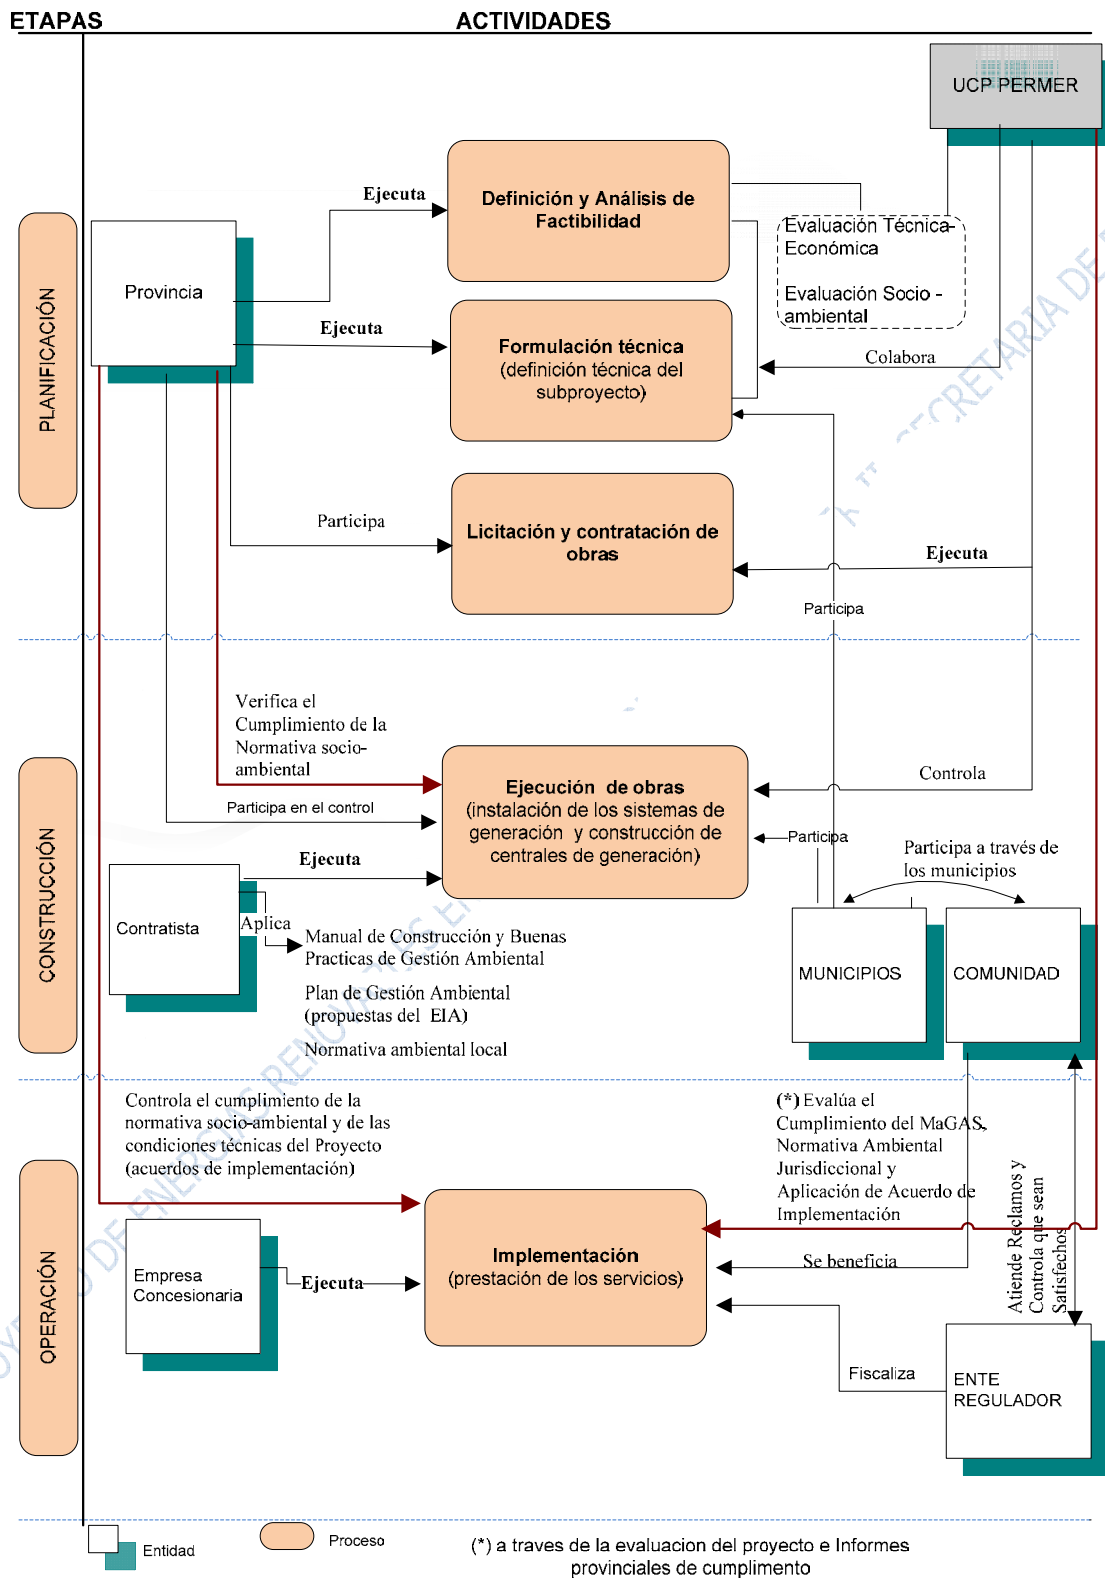 ETAPAS
ACTIVIDADES
UCP PERMER
PLANIFICACIÓN
Provincia
Ejecuta
Definición y Análisis de
Factibilidad
Evaluación Técnica-
Económica
Evaluación Socio -
ambiental
Ejecuta
Formulación técnica
(definición técnica del
subproyecto)
Colabora
Participa
Licitación y contratación de
obras
Ejecuta
Participa
CONSTRUCCIÓN
Verifica el
Cumplimiento de la
Normativa socio-
ambiental
Participa en el control
Ejecución de obras
(instalación de los sistemas de
generación y construcción de
centrales de generación)
Controla
Participa
Participa a través de
los municipios
Ejecuta
Contratista
Aplica
Manual de Construcción y Buenas
Practicas de Gestión Ambiental
Plan de Gestión Ambiental
(propuestas del EIA)
Normativa ambiental local
MUNICIPIOS
COMUNIDAD
OPERACIÓN
Controla el cumplimiento de la
normativa socio-ambiental y de las
condiciones técnicas del Proyecto
(acuerdos de implementación)
(*) Evalúa el
Cumplimiento del MaGAS,
Normativa Ambiental
Jurisdiccional y
Aplicación de Acuerdo de
Implementación
Atiende Reclamos y
Controla que sean
Satisfechos
Empresa
Concesionaria
Ejecuta
Implementación
(prestación de los servicios)
Se beneficia
Fiscaliza
ENTE
REGULADOR
Entidad
Proceso
(*) a traves de la evaluacion del proyecto e Informes
provinciales de cumplimento
DE ENERGIAS RENOVABLES
SECRETARIA DE